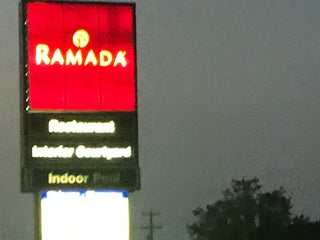 RAMADA
Restaurant
Interior Courtyard
Indoor Pool